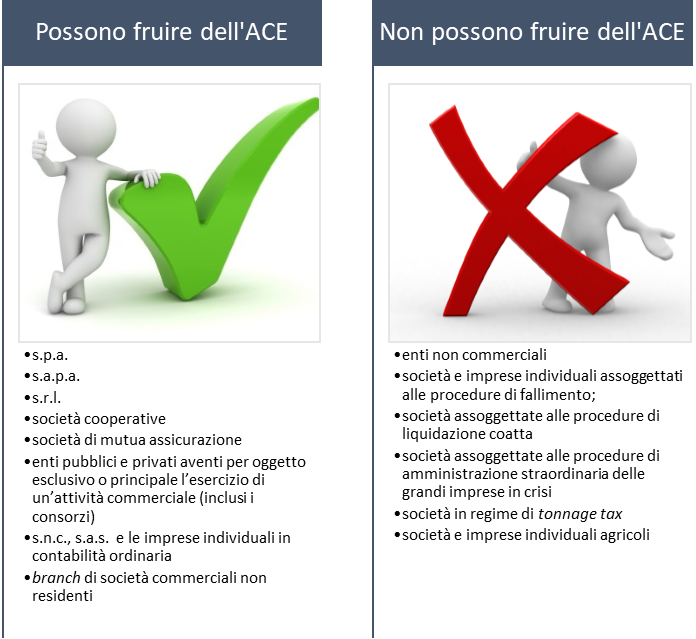 Possono fruire dell'ACE
•s.p.a.
•s.a.p.a.
•s.r.l.
•società cooperative
•società di mutua assicurazione
•enti pubblici e privati aventi per oggetto
esclusivo o principale l’esercizio di
un’attività commerciale (inclusi i
consorzi)
•s.n.c., s.a.s. e le imprese individuali in
contabilità ordinaria
•branch di società commerciali non
residenti
Non possono fruire dell'ACE
•enti non commerciali
•società e imprese individuali assoggettati
alle procedure di fallimento;
•società assoggettate alle procedure di
liquidazione coatta
•società assoggettate alle procedure di
amministrazione straordinaria delle
grandi imprese in crisi
•società in regime di tonnage tax
•società e imprese individuali agricoli